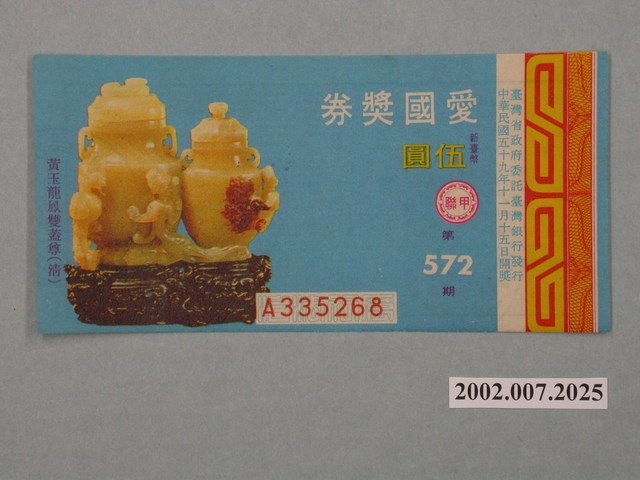 臺灣省政府委託臺灣銀行發行
中華民國五十九年十一月十五日開獎
愛國獎券
新臺幣
伍圓
甲聯
第
572
期
A335268
黃玉龍鳳雙蓋尊(清)
2002.007.2025